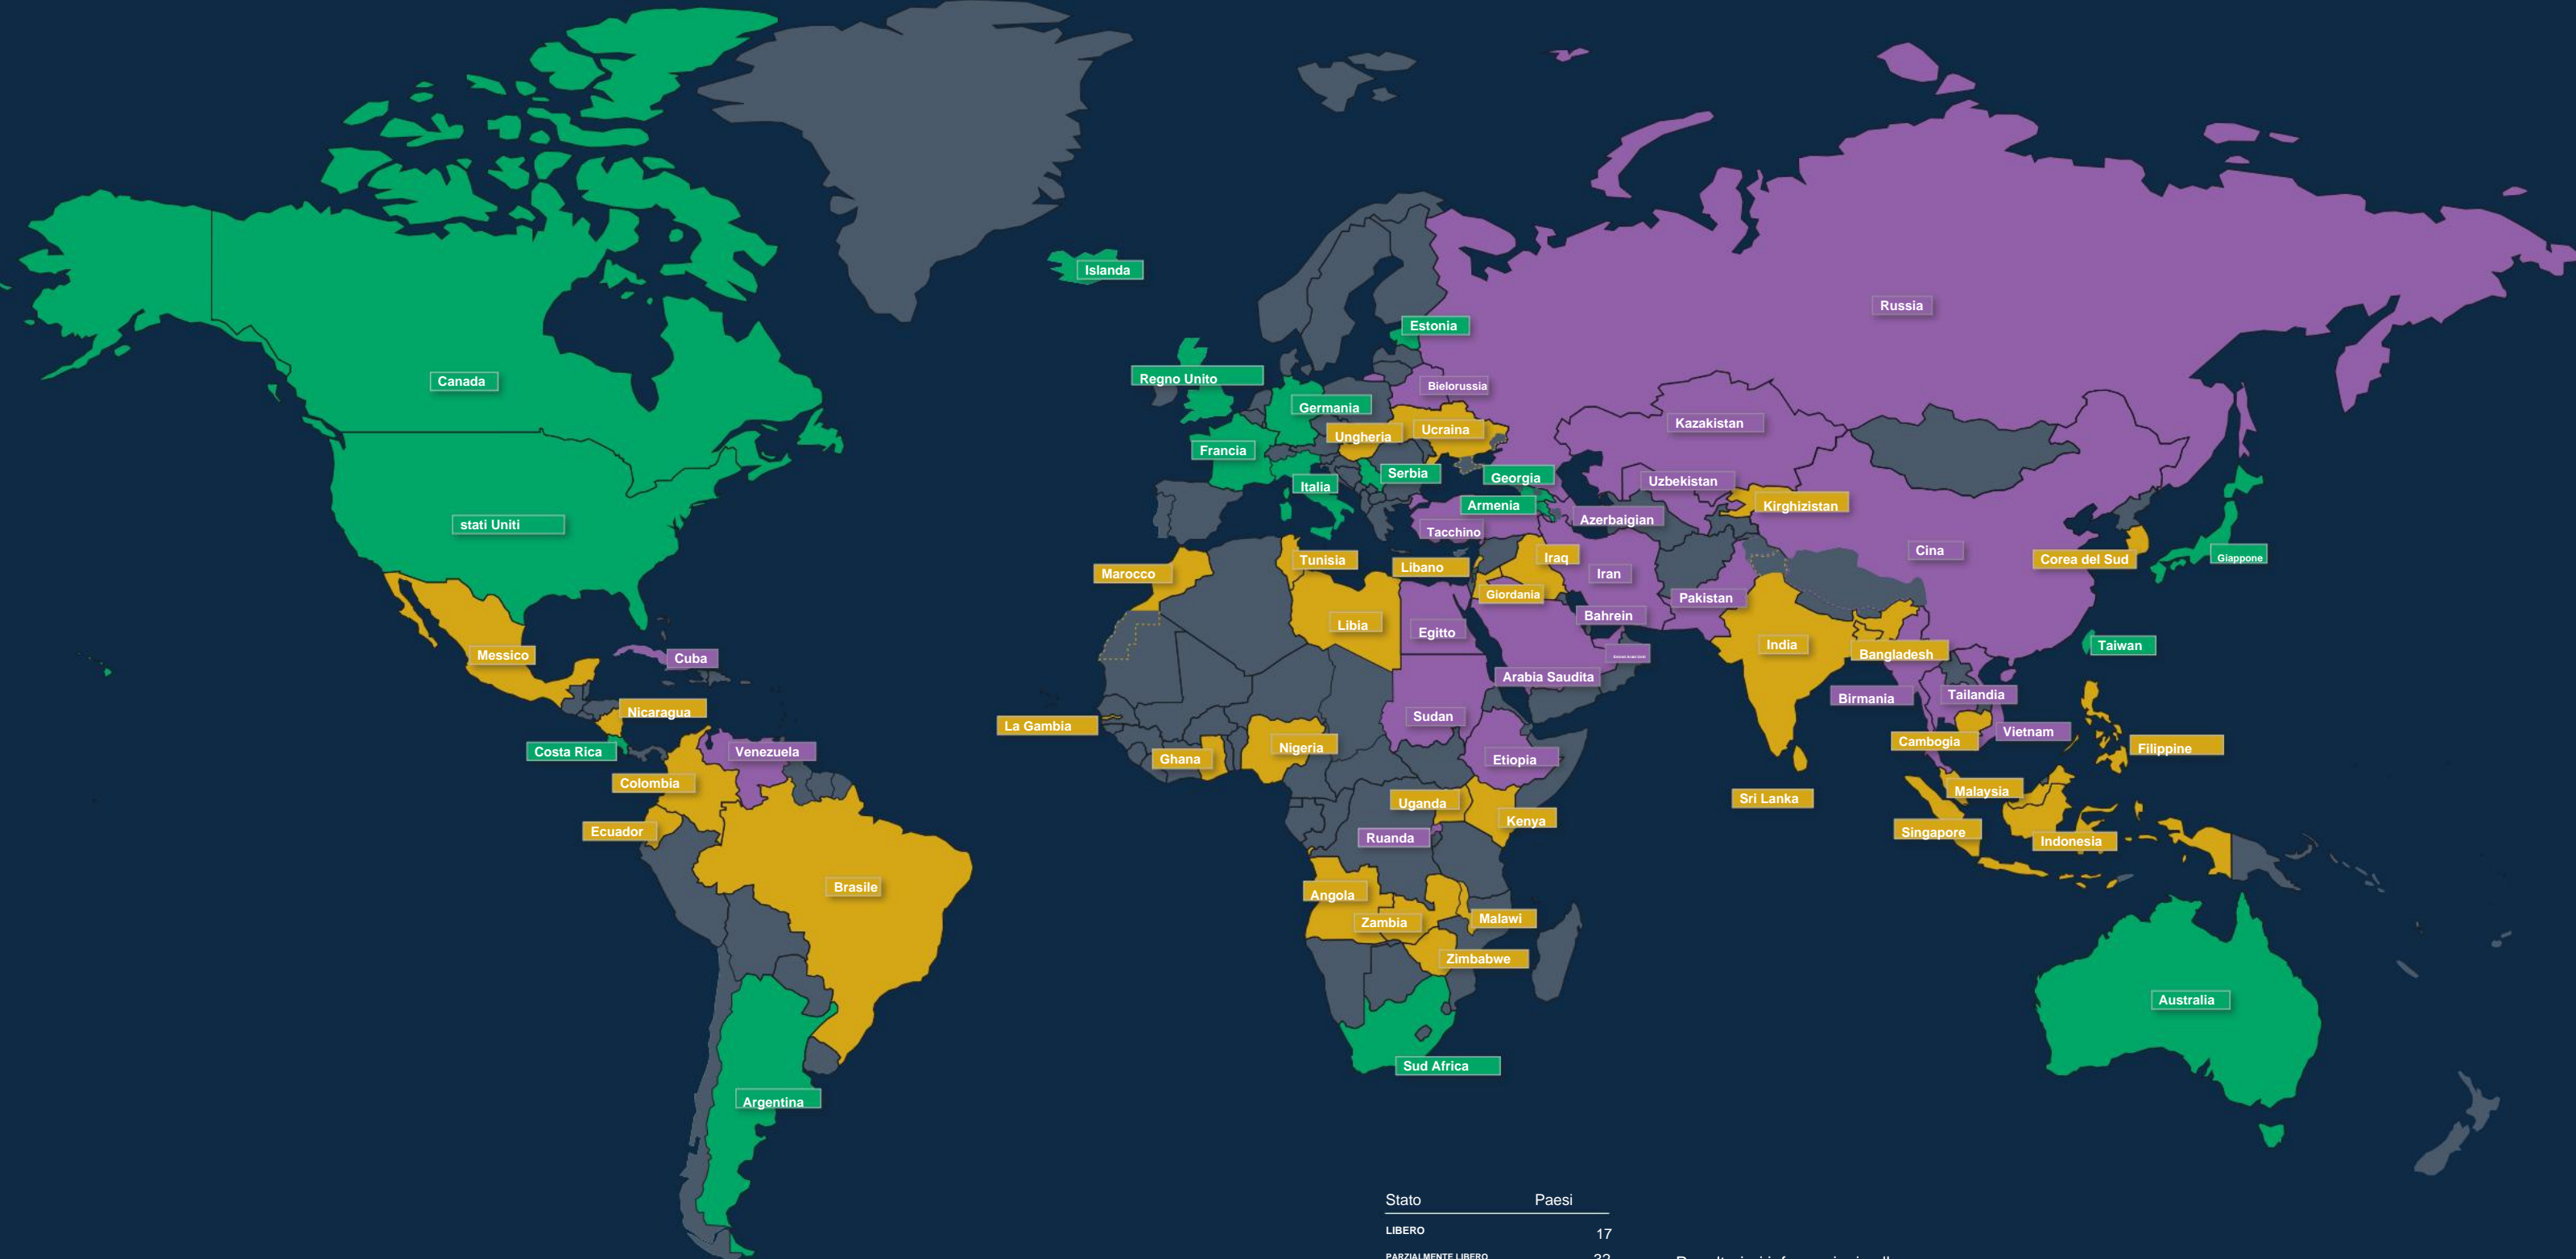 Islanda
Russia
Estonia
Regno Unito
Canada
Bielorussia
Germania
Kazakistan
Ungheria
Ucraina
Francia
Serbia
Georgia
Italia
Uzbekistan
Armenia
Kirghizistan
Azerbaigian
stati Uniti
Tacchino
Cina
Corea del Sud
Giappone
Tunisia
Iraq
Marocco
Libano
Iran
Giordania
Pakistan
Bahrein
Libia
Egitto
India
Taiwan
Bangladesh
Messico
Cuba
Arabia Saudita
Birmania
Tailandia
Nicaragua
Sudan
La Gambia
Vietnam
Costa Rica
Venezuela
Nigeria
Cambogia
Filippine
Ghana
Etiopia
Colombia
Malaysia
Sri Lanka
Uganda
Kenya
Ecuador
Ruanda
Singapore
Indonesia
Brasile
Angola
Zambia
Malawi
Zimbabwe
Australia
Sud Africa
Argentina
Stato Paesi
LIBERO 17
PARZIALMENTE LIBERO 32